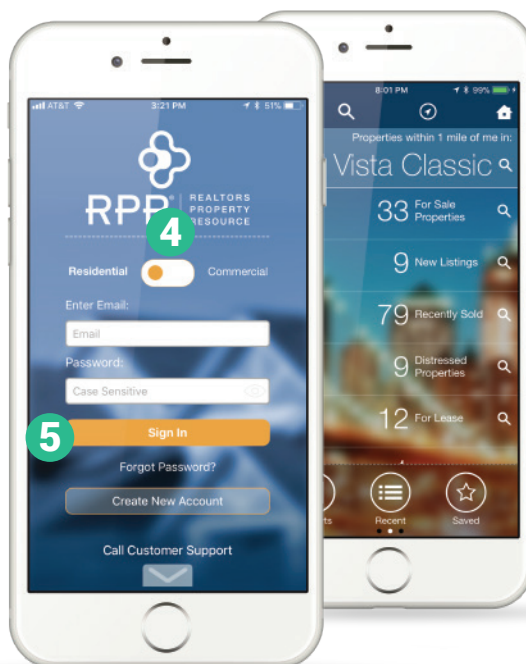 AT&T 3:21 PM 51%
RPR® REALTORS PROPERTY RESOURCE
4
Residential Commercial
Enter Email:
Email
Password:
Case Sensitive
5
Sign In
Forgot Password?
Create New Account
Call Customer Support
8:01 PM 99%
Properties within 1 mile of me in:
Vista Classic
33 For Sale Properties
9 New Listings
79 Recently Sold
9 Distressed Properties
12 For Lease
Recent
Saved